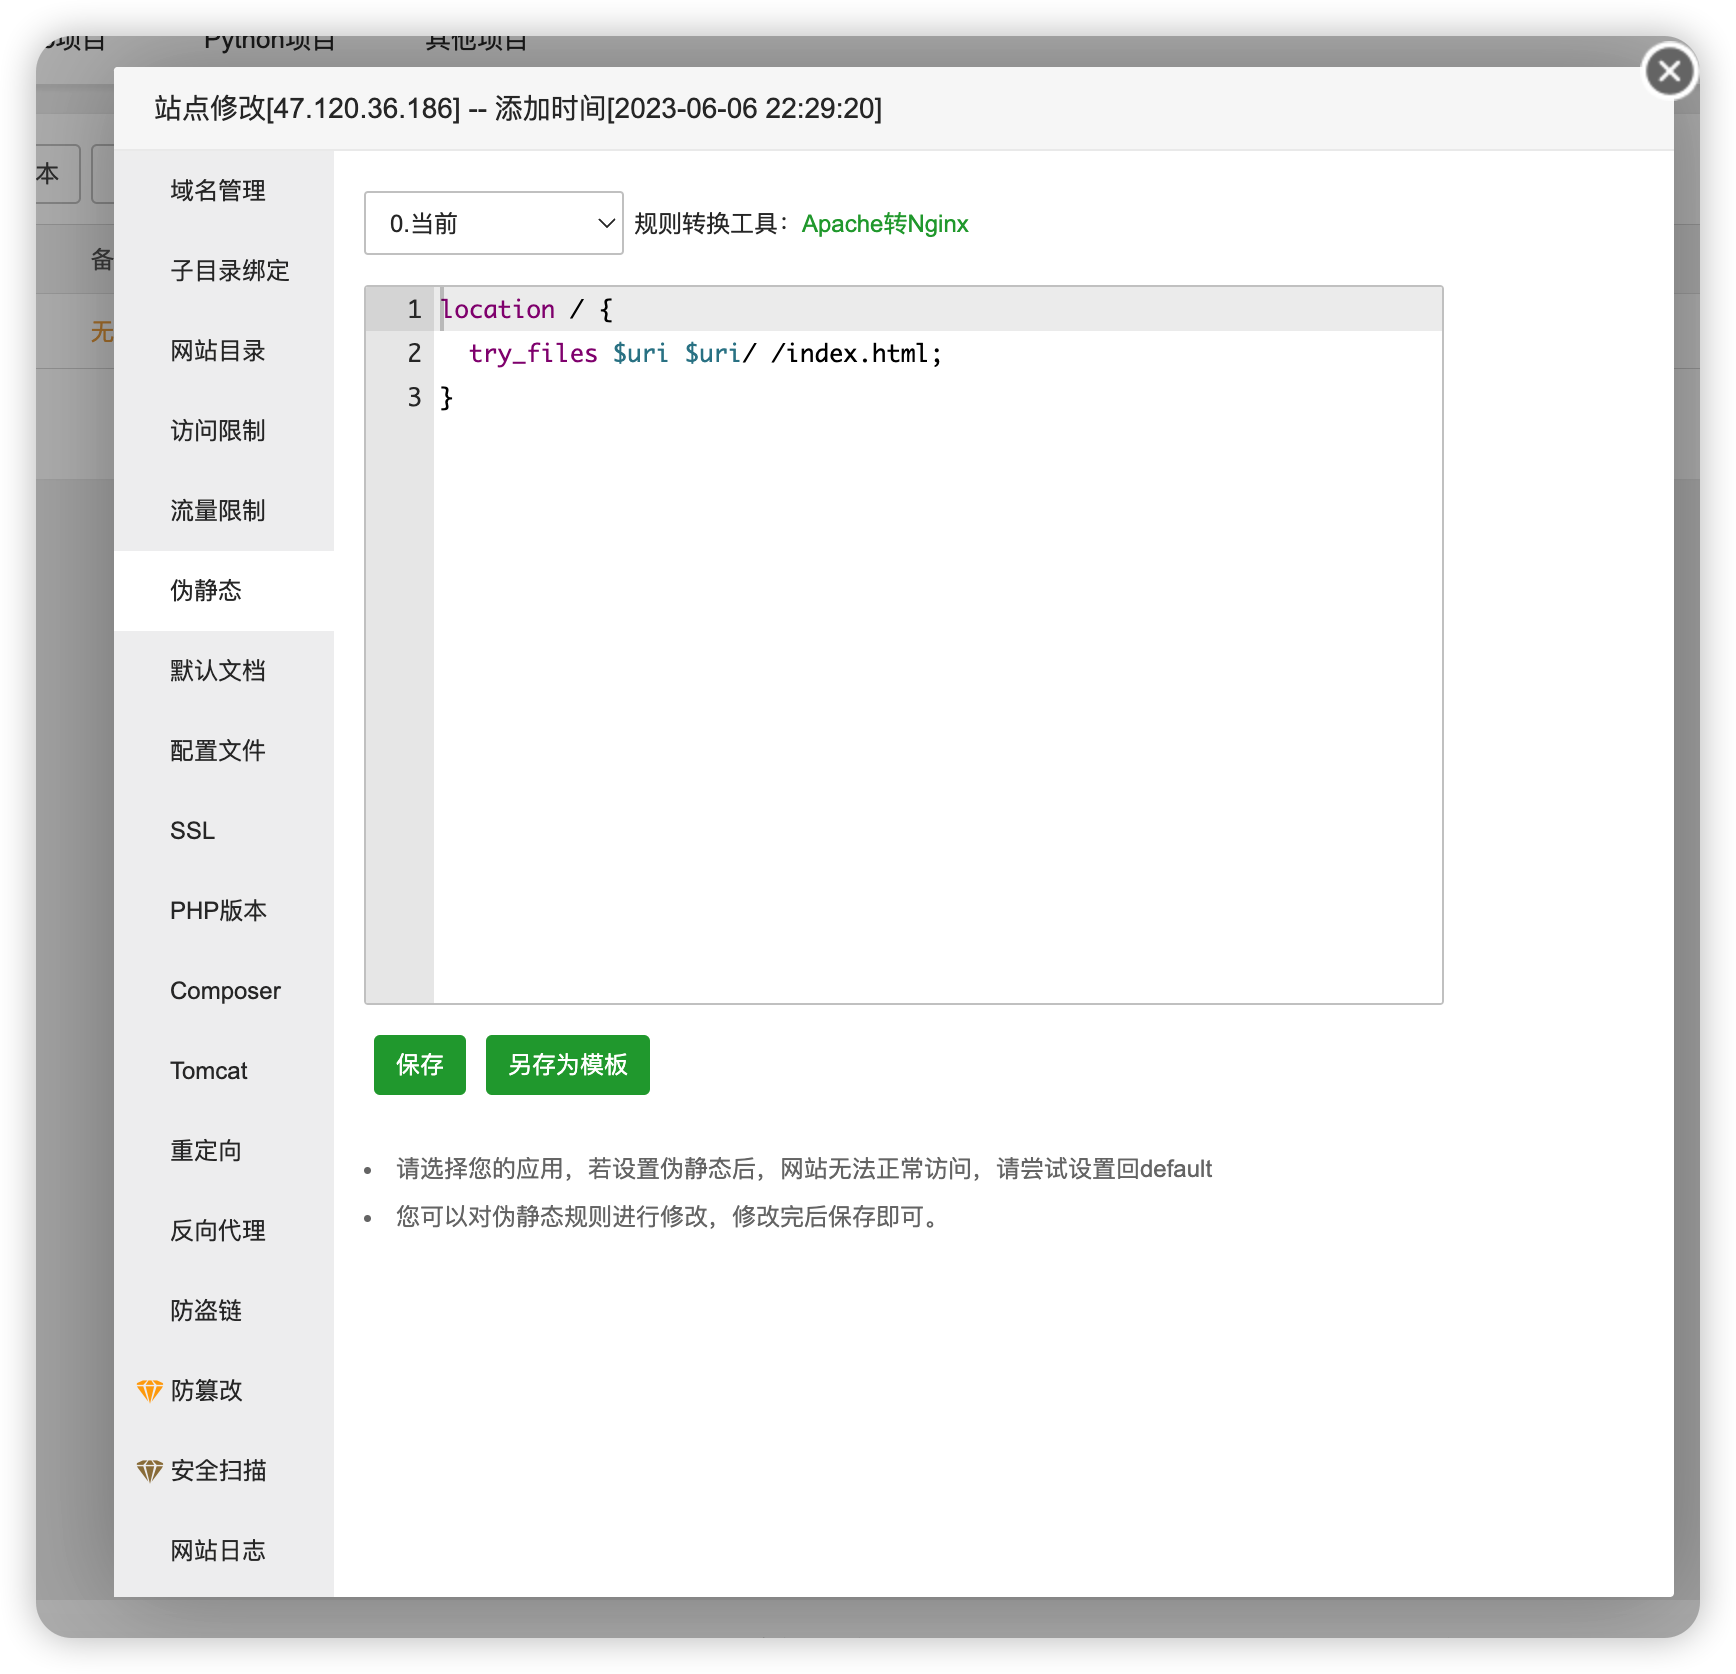 项目
Python项目
其他项目
站点修改[47.120.36.186] -- 添加时间[2023-06-06 22:29:20]
本
备
无
域名管理
子目录绑定
网站目录
访问限制
流量限制
伪静态
默认文档
配置文件
SSL
PHP版本
Composer
Tomcat
重定向
反向代理
防盗链
防篡改
安全扫描
网站日志
0.当前
规则转换工具：Apache转Nginx
1 location / {
2   try_files $uri $uri/ /index.html;
3 }
保存
另存为模板
请选择您的应用，若设置伪静态后，网站无法正常访问，请尝试设置回default
您可以对伪静态规则进行修改，修改完后保存即可。